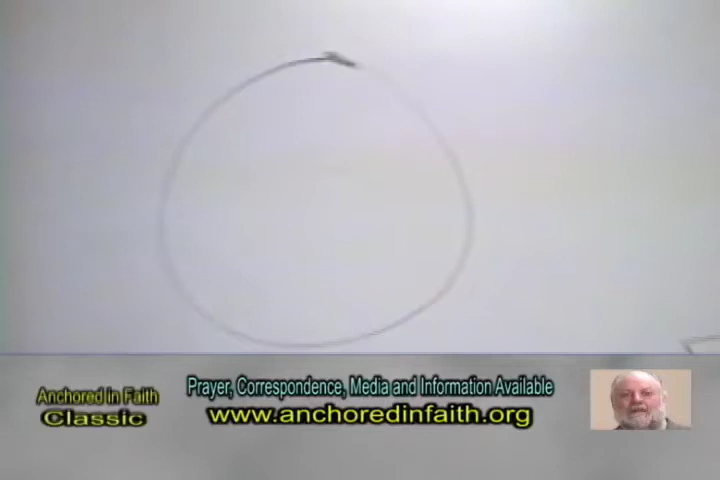 Anchored in Faith
Classic
Prayer, Correspondence, Media and Information Available
www.anchoredinfaith.org